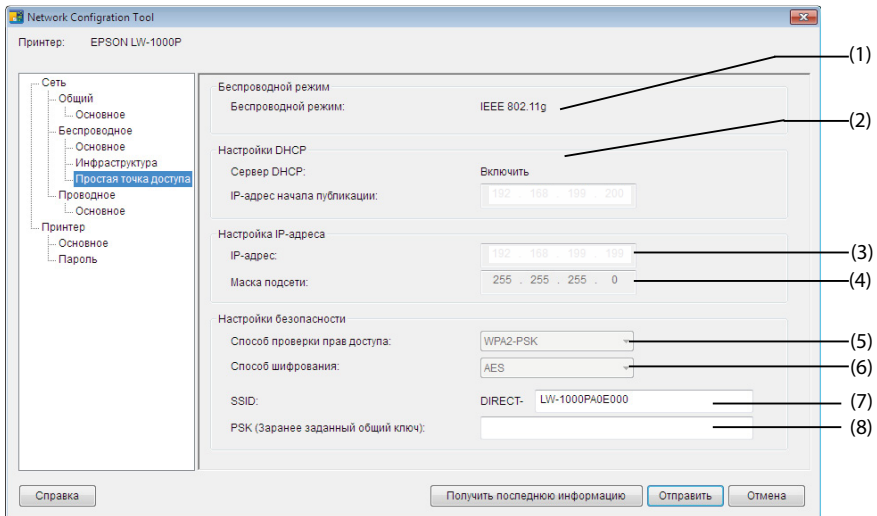 Network Configration Tool
Принтер: EPSON LW-1000P
Сеть
Общий
Основное
Беспроводное
Основное
Инфраструктура
Простая точка доступа
Проводное
Основное
Принтер
Основное
Пароль
Беспроводной режим
Беспроводной режим: IEEE 802.11g
(1)
(2)
Настройки DHCP
Сервер DHCP: Включить
IP-адрес начала публикации: 192 . 168 . 199 . 200
Настройка IP-адреса
IP-адрес: 192 . 168 . 199 . 199
(3)
Маска подсети: 255 . 255 . 255 . 0
(4)
Настройки безопасности
Способ проверки прав доступа: WPA2-PSK
(5)
Способ шифрования: AES
(6)
SSID: DIRECT- LW-1000PA0E000
(7)
PSK (Заранее заданный общий ключ):
(8)
Справка
Получить последнюю информацию
Отправить
Отмена